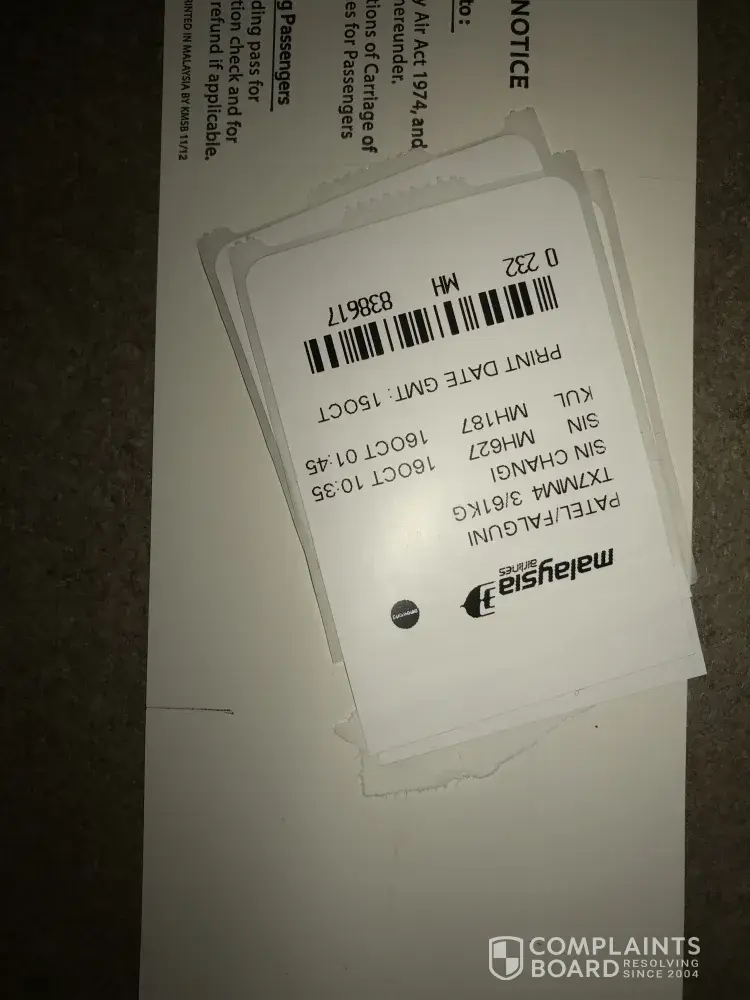 NOTICE
to :
y Air Act 1974, and
hereunder.
tions of Carriage of
es for Passengers
g Passengers
ding pass for
tion check and for
refund if applicable.
RINTED IN MALAYSIA BY KMSB 11/12
malaysia
airlines
PATEL/FALGUNI
TX7MM4 3/61KG
SIN CHANGI
SIN MH627 16OCT 10:35
KUL MH187 16OCT 01:45
PRINT DATE GMT: 15OCT
0 232 MH 838617
COMPLAINTS
BOARD RESOLVING
SINCE 2004